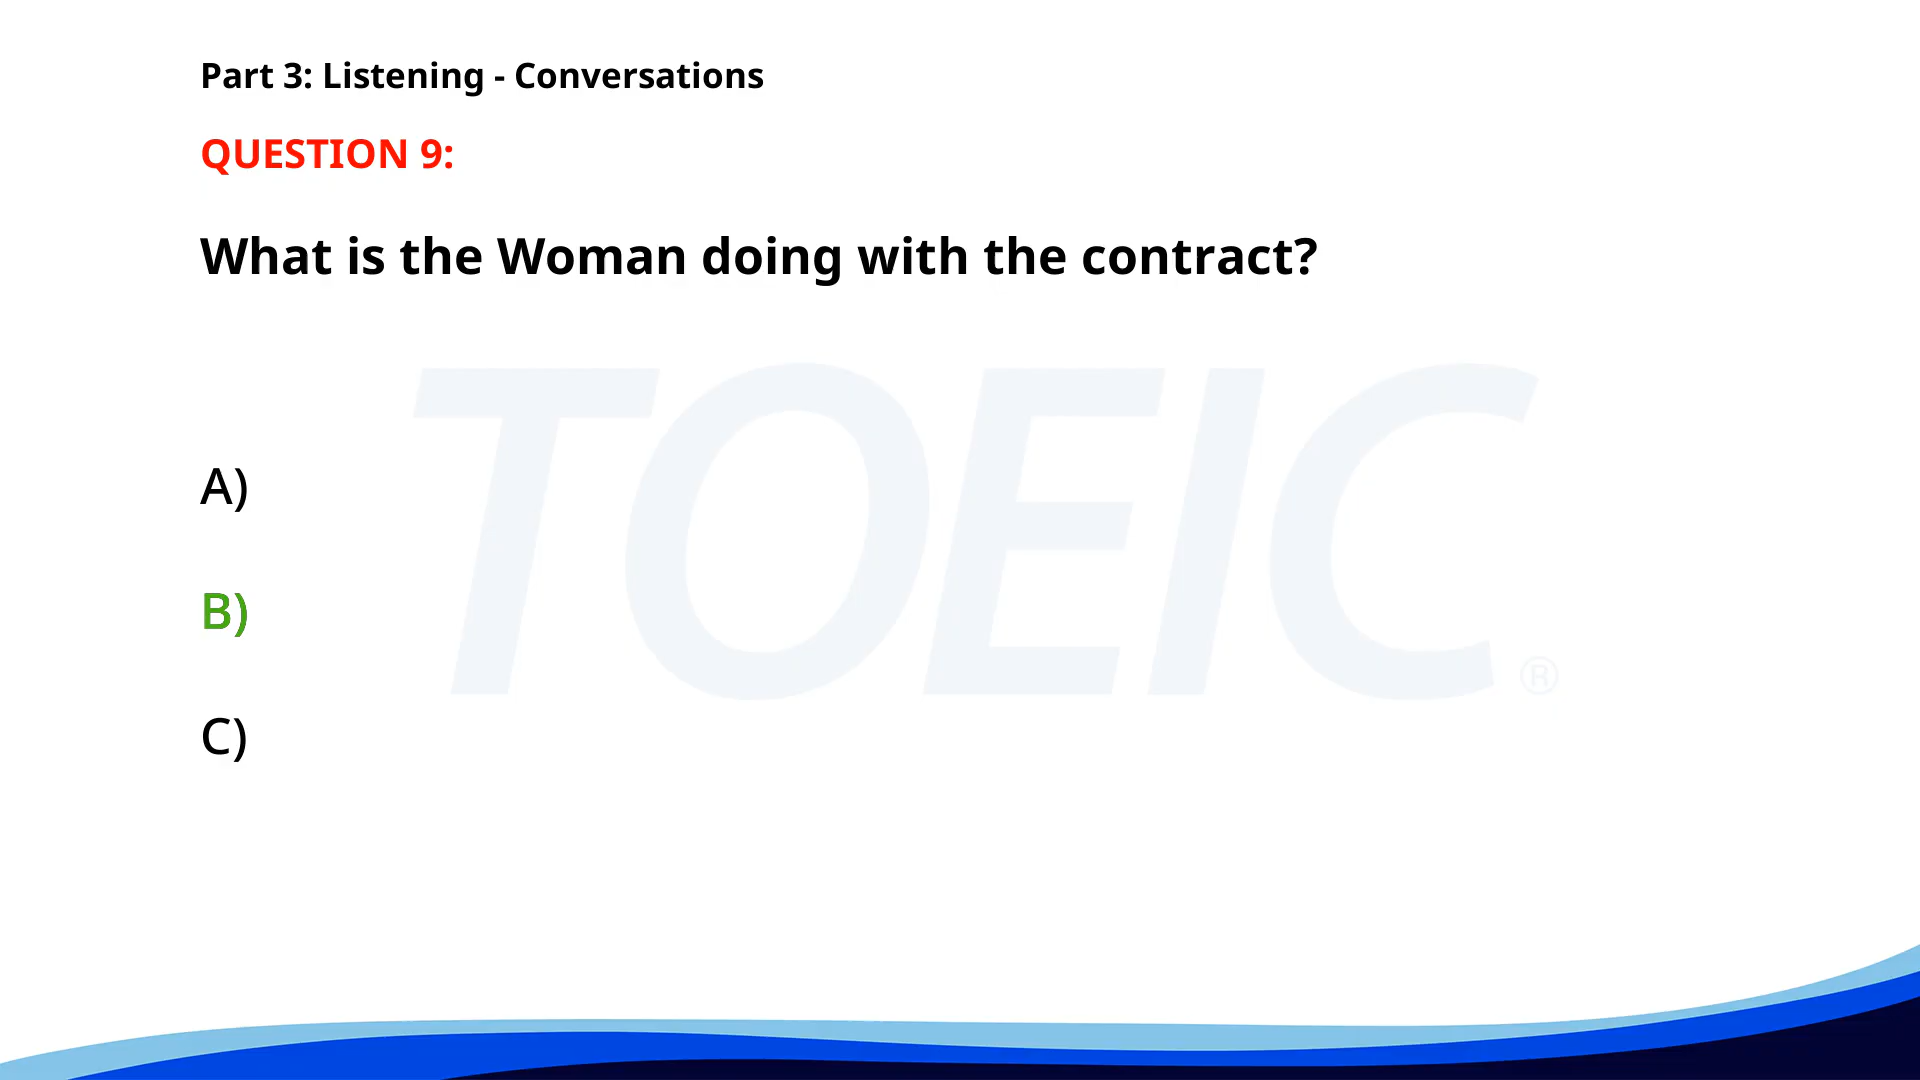 Part 3: Listening - Conversations
QUESTION 9:
What is the Woman doing with the contract?
TOEIC®
A)
B)
C)